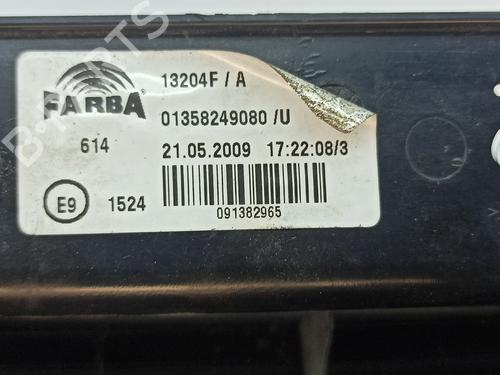 FARBA
13204F / A
01358249080 /U
614
21.05.2009 17:22:08/3
E9
1524
091382965